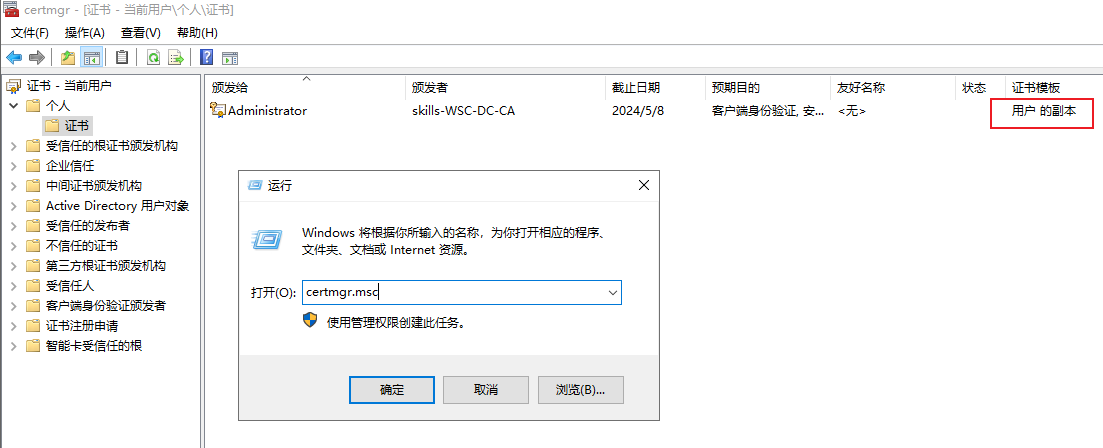 certmgr - [证书 - 当前用户\个人\证书]
文件(F) 操作(A) 查看(V) 帮助(H)
证书 - 当前用户
个人
证书
受信任的根证书颁发机构
企业信任
中间证书颁发机构
Active Directory 用户对象
受信任的发布者
不信任的证书
第三方根证书颁发机构
受信任人
客户端身份验证颁发者
证书注册申请
智能卡受信任的根
颁发给 颁发者 截止日期 预期目的 友好名称 状态 证书模板
Administrator skills-WSC-DC-CA 2024/5/8 客户端身份验证, 安... <无> 用户 的副本
运行
Windows 将根据你所输入的名称，为你打开相应的程序、
文件夹、文档或 Internet 资源。
打开(O): certmgr.msc
使用管理权限创建此任务。
确定 取消 浏览(B)...